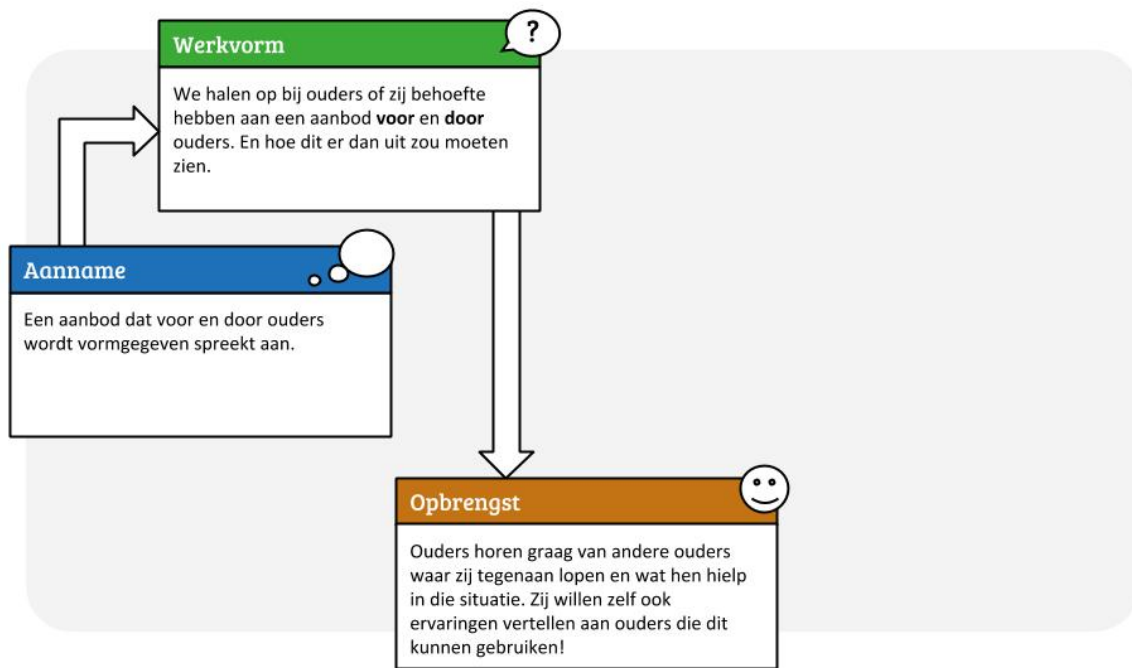 Werkvorm
?
We halen op bij ouders of zij behoefte
hebben aan een aanbod voor en door
ouders. En hoe dit er dan uit zou moeten
zien.
Aanname
Een aanbod dat voor en door ouders
wordt vormgegeven spreekt aan.
Opbrengst
Ouders horen graag van andere ouders
waar zij tegenaan lopen en wat hen hielp
in die situatie. Zij willen zelf ook
ervaringen vertellen aan ouders die dit
kunnen gebruiken!